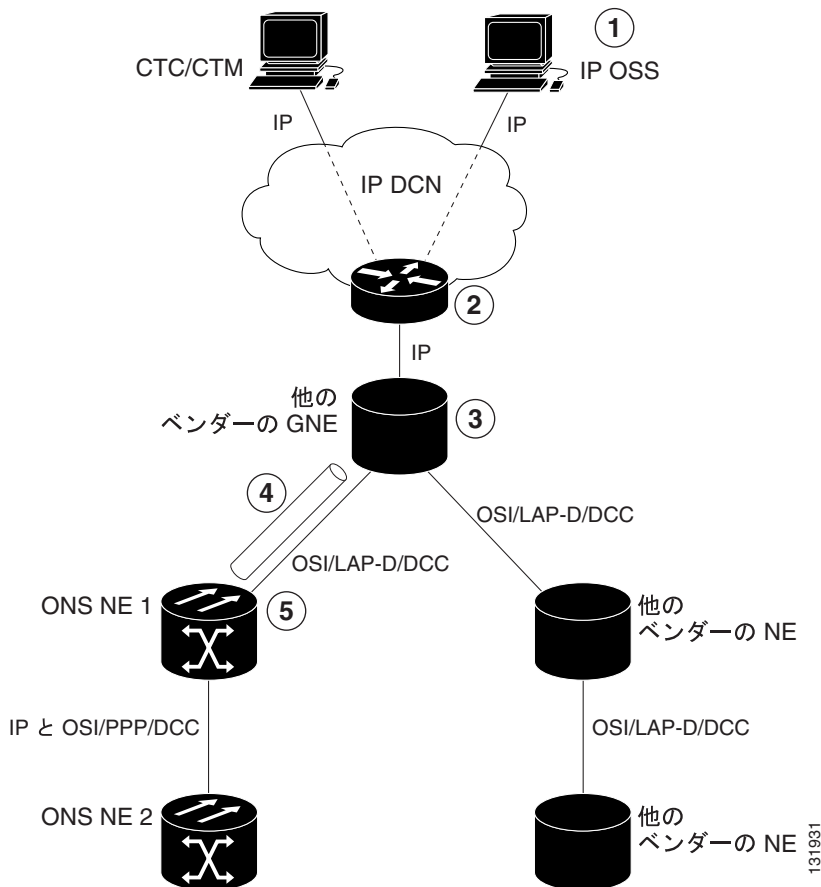 CTC/CTM
1
IP OSS
IP
IP
IP DCN
2
IP
他の
ベンダーの GNE
3
4
OSI/LAP-D/DCC
OSI/LAP-D/DCC
ONS NE 1
5
他の
ベンダーの NE
IP と OSI/PPP/DCC
OSI/LAP-D/DCC
ONS NE 2
他の
ベンダーの NE
131931